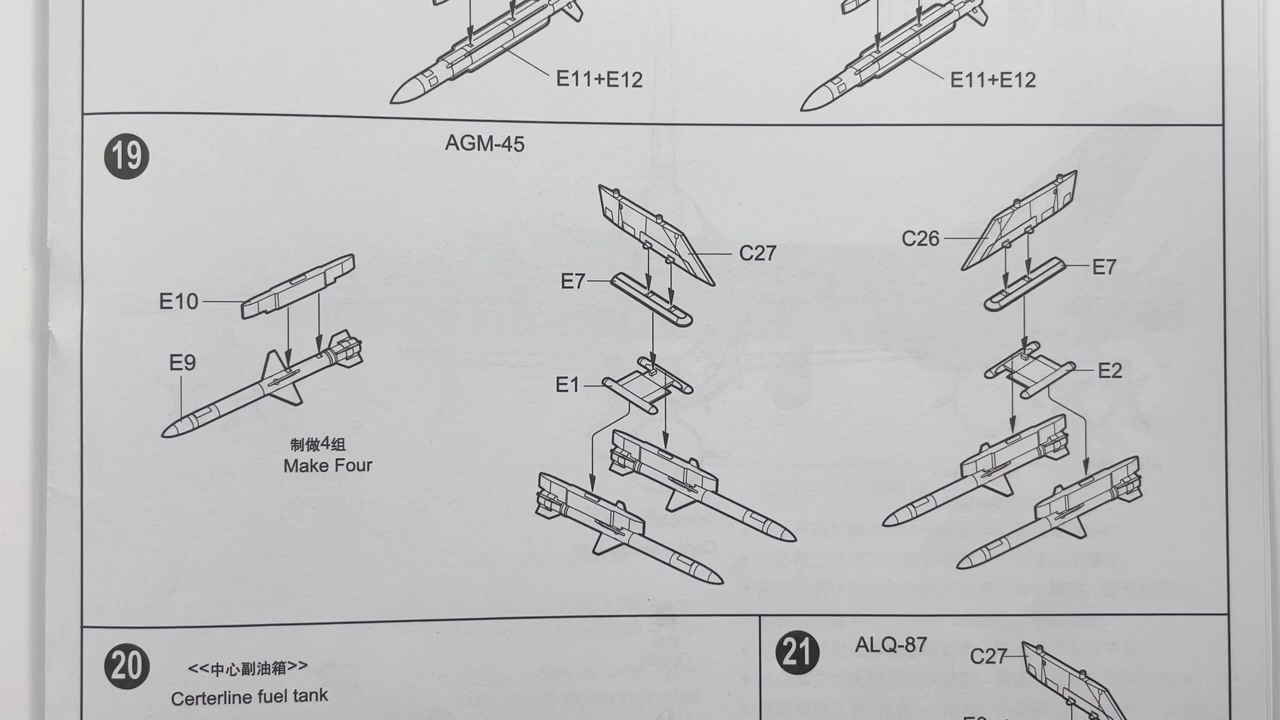 E11+E12
E11+E12
19
AGM-45
C27
C26
E7
E7
E10
E9
E1
E2
制做4组
Make Four
20
<<中心副油箱>>
Certerline fuel tank
21
ALQ-87
C27